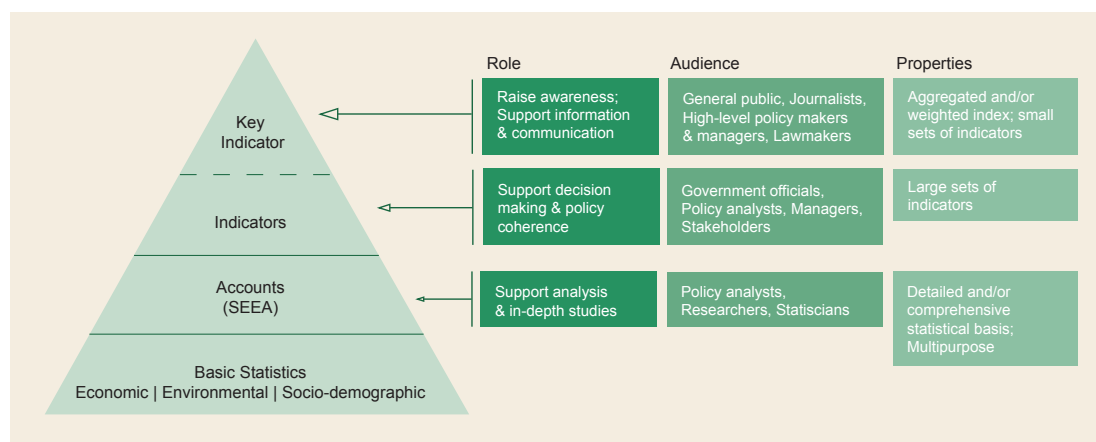 Role
Audience
Properties
Key
Indicator
Raise awareness;
Support information
& communication
General public, Journalists,
High-level policy makers
& managers, Lawmakers
Aggregated and/or
weighted index; small
sets of indicators
Indicators
Support decision
making & policy
coherence
Government officials,
Policy analysts, Managers,
Stakeholders
Large sets of
indicators
Accounts
(SEEA)
Support analysis
& in-depth studies
Policy analysts,
Researchers, Statiscians
Detailed and/or
comprehensive
statistical basis;
Multipurpose
Basic Statistics
Economic | Environmental | Socio-demographic